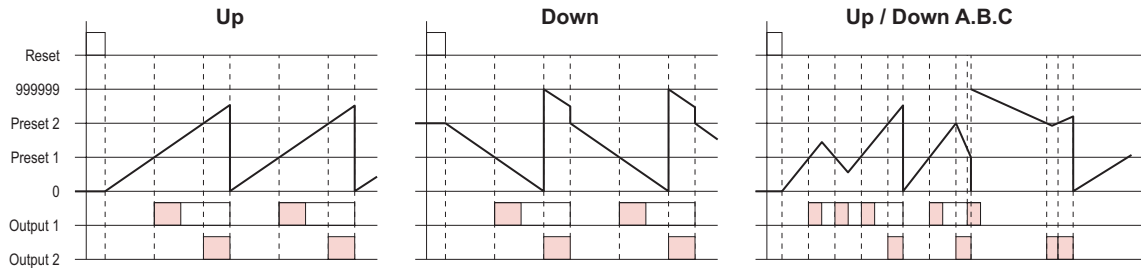 Up
Down
Up / Down A.B.C
Reset
999999
Preset 2
Preset 1
0
Output 1
Output 2